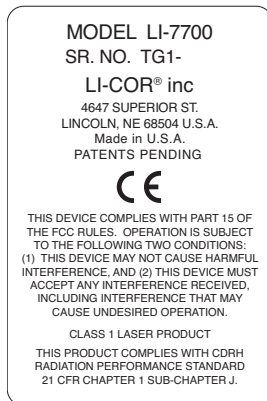 MODEL LI-7700
SR. NO. TG1-
LI-COR® inc
4647 SUPERIOR ST.
LINCOLN, NE 68504 U.S.A.
Made in U.S.A.
PATENTS PENDING
CE
THIS DEVICE COMPLIES WITH PART 15 OF
THE FCC RULES. OPERATION IS SUBJECT
TO THE FOLLOWING TWO CONDITIONS:
(1) THIS DEVICE MAY NOT CAUSE HARMFUL
INTERFERENCE, AND (2) THIS DEVICE MUST
ACCEPT ANY INTERFERENCE RECEIVED,
INCLUDING INTERFERENCE THAT MAY
CAUSE UNDESIRED OPERATION.
CLASS 1 LASER PRODUCT
THIS PRODUCT COMPLIES WITH CDRH
RADIATION PERFORMANCE STANDARD
21 CFR CHAPTER 1 SUB-CHAPTER J.